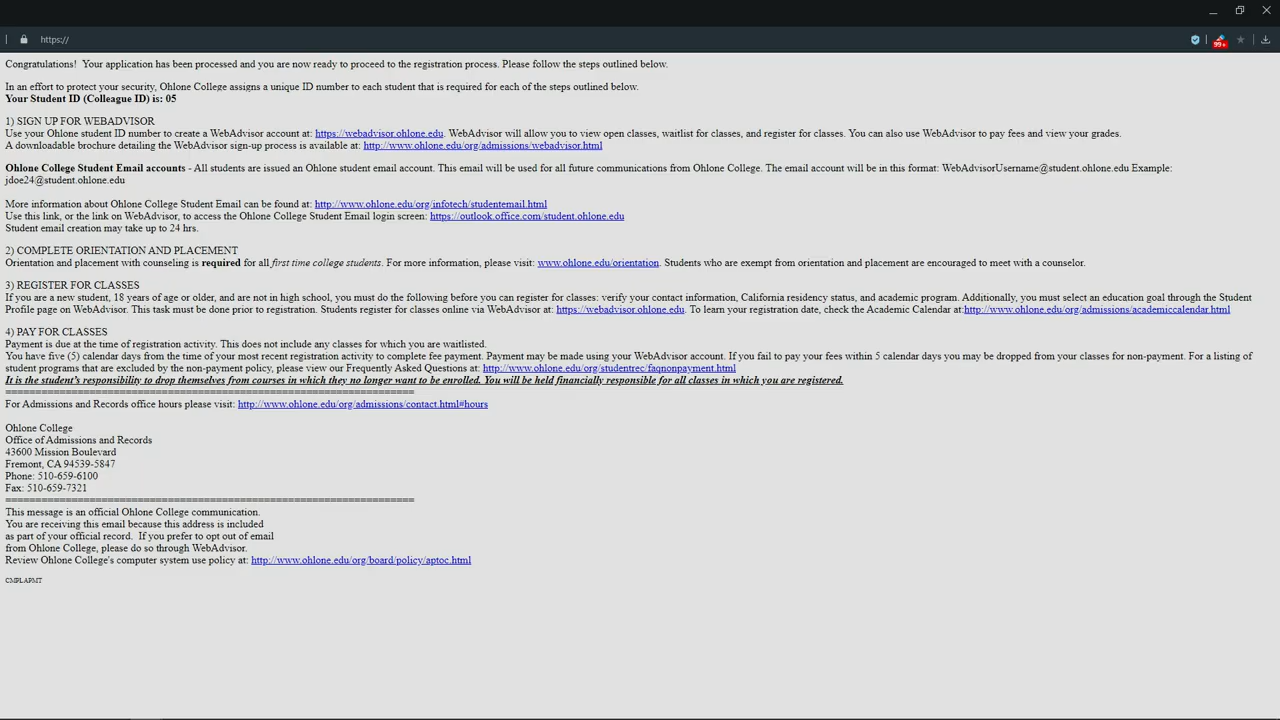 https://
99+
Congratulations!  Your application has been processed and you are now ready to proceed to the registration process. Please follow the steps outlined below.
In an effort to protect your security, Ohlone College assigns a unique ID number to each student that is required for each of the steps outlined below.
Your Student ID (Colleague ID) is: 05
1) SIGN UP FOR WEBADVISOR
Use your Ohlone student ID number to create a WebAdvisor account at: https://webadvisor.ohlone.edu. WebAdvisor will allow you to view open classes, waitlist for classes, and register for classes. You can also use WebAdvisor to pay fees and view your grades.
A downloadable brochure detailing the WebAdvisor sign-up process is available at: http://www.ohlone.edu/org/admissions/webadvisor.html
Ohlone College Student Email accounts - All students are issued an Ohlone student email account. This email will be used for all future communications from Ohlone College. The email account will be in this format: WebAdvisorUsername@student.ohlone.edu Example:
jdoe24@student.ohlone.edu
More information about Ohlone College Student Email can be found at: http://www.ohlone.edu/org/infotech/studentemail.html
Use this link, or the link on WebAdvisor, to access the Ohlone College Student Email login screen: https://outlook.office.com/student.ohlone.edu
Student email creation may take up to 24 hrs.
2) COMPLETE ORIENTATION AND PLACEMENT
Orientation and placement with counseling is required for all first time college students. For more information, please visit: www.ohlone.edu/orientation. Students who are exempt from orientation and placement are encouraged to meet with a counselor.
3) REGISTER FOR CLASSES
If you are a new student, 18 years of age or older, and are not in high school, you must do the following before you can register for classes: verify your contact information, California residency status, and academic program. Additionally, you must select an education goal through the Student
Profile page on WebAdvisor. This task must be done prior to registration. Students register for classes online via WebAdvisor at: https://webadvisor.ohlone.edu. To learn your registration date, check the Academic Calendar at:http://www.ohlone.edu/org/admissions/academiccalendar.html
4) PAY FOR CLASSES
Payment is due at the time of registration activity. This does not include any classes for which you are waitlisted.
You have five (5) calendar days from the time of your most recent registration activity to complete fee payment. Payment may be made using your WebAdvisor account. If you fail to pay your fees within 5 calendar days you may be dropped from your classes for non-payment. For a listing of
student programs that are excluded by the non-payment policy, please view our Frequently Asked Questions at: http://www.ohlone.edu/org/studentrec/faqnonpayment.html
It is the student's responsibility to drop themselves from courses in which they no longer want to be enrolled. You will be held financially responsible for all classes in which you are registered.
====================================================================
For Admissions and Records office hours please visit: http://www.ohlone.edu/org/admissions/contact.html#hours
Ohlone College
Office of Admissions and Records
43600 Mission Boulevard
Fremont, CA 94539-5847
Phone: 510-659-6100
Fax: 510-659-7321
====================================================================
This message is an official Ohlone College communication.
You are receiving this email because this address is included
as part of your official record.  If you prefer to opt out of email
from Ohlone College, please do so through WebAdvisor.
Review Ohlone College's computer system use policy at: http://www.ohlone.edu/org/board/policy/aptoc.html
CMPLAPMT